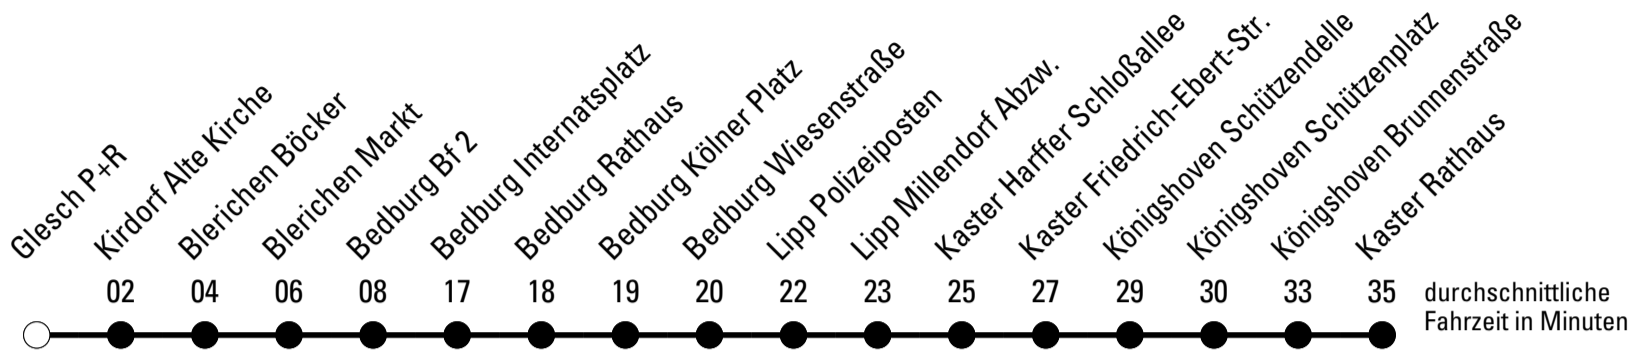 Glesch P+R
Kirdorf Alte Kirche
Blerichen Böcker
Blerichen Markt
Bedburg Bf 2
Bedburg Internatsplatz
Bedburg Rathaus
Bedburg Kölner Platz
Bedburg Wiesenstraße
Lipp Polizeiposten
Lipp Millendorf Abzw.
Kaster Harffer Schloßallee
Kaster Friedrich-Ebert-Str.
Königshoven Schützendelle
Königshoven Schützenplatz
Königshoven Brunnenstraße
Kaster Rathaus
02 04 06 08 17 18 19 20 22 23 25 27 29 30 33 35
durchschnittliche
Fahrzeit in Minuten